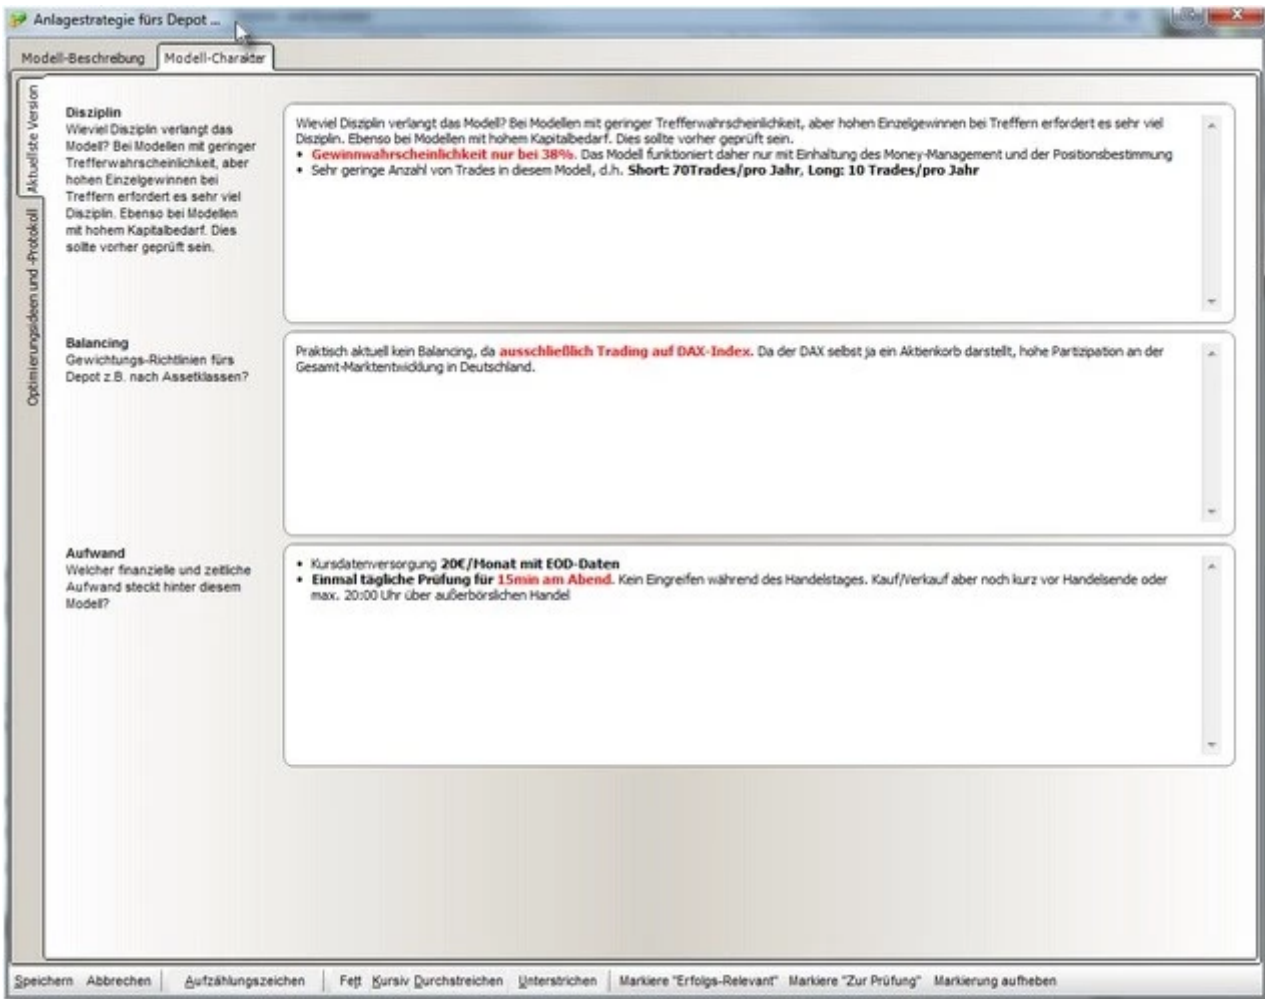 Anlagestrategie fürs Depot ...
Modell-Beschreibung Modell-Charakter
Aktuellste Version
Optimierungsideen und -Protokoll
Disziplin
Wieviel Disziplin verlangt das
Modell? Bei Modellen mit geringer
Trefferwahrscheinlichkeit, aber
hohen Einzelgewinnen bei
Treffern erfordert es sehr viel
Disziplin. Ebenso bei Modellen
mit hohem Kapitalbedarf. Dies
sollte vorher geprüft sein.
Wieviel Disziplin verlangt das Modell? Bei Modellen mit geringer Trefferwahrscheinlichkeit, aber hohen Einzelgewinnen bei Treffern erfordert es sehr viel
Disziplin. Ebenso bei Modellen mit hohem Kapitalbedarf. Dies sollte vorher geprüft sein.
• Gewinnwahrscheinlichkeit nur bei 38%. Das Modell funktioniert daher nur mit Einhaltung des Money-Management und der Positionsbestimmung
• Sehr geringe Anzahl von Trades in diesem Modell, d.h. Short: 70Trades/pro Jahr, Long: 10 Trades/pro Jahr
Balancing
Gewichtungs-Richtlinien fürs
Depot z.B. nach Assetklassen?
Praktisch aktuell kein Balancing, da ausschließlich Trading auf DAX-Index. Da der DAX selbst ja ein Aktienkorb darstellt, hohe Partizipation an der
Gesamt-Marktentwicklung in Deutschland.
Aufwand
Welcher finanzielle und zeitliche
Aufwand steckt hinter diesem
Modell?
• Kursdatenversorgung 20€/Monat mit EOD-Daten
• Einmal tägliche Prüfung für 15min am Abend. Kein Eingreifen während des Handelstages. Kauf/Verkauf aber noch kurz vor Handelsende oder
max. 20:00 Uhr über außerbörslichen Handel
Speichern Abbrechen Aufzählungszeichen Fett Kursiv Durchstreichen Unterstrichen Markiere "Erfolgs-Relevant" Markiere "Zur Prüfung" Markierung aufheben